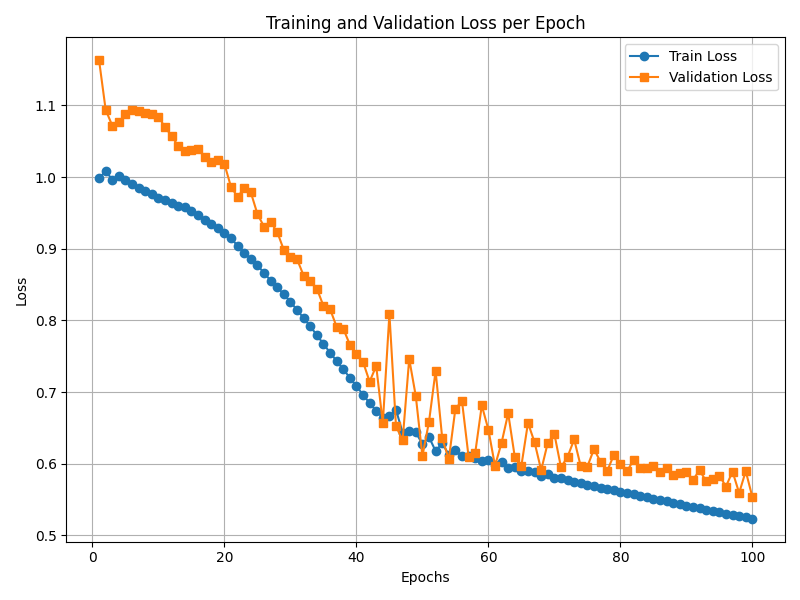 Training and Validation Loss per Epoch
Train Loss
Validation Loss
1.1
1.0
0.9
0.8
0.7
0.6
0.5
Loss
0 20 40 60 80 100
Epochs